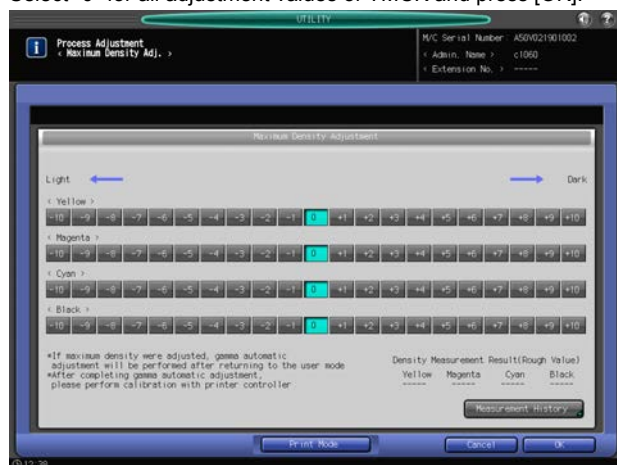 Select "0" for all adjustment values of YMCK and press [OK].
UTILITY
Process Adjustment
< Maximum Density Adj. >
M/C Serial Number: A50V021901002
< Admin. Name > c1060
< Extension No. > -----
Maximum Density Adjustment
Light Dark
< Yellow >
-10 -9 -8 -7 -6 -5 -4 -3 -2 -1 0 +1 +2 +3 +4 +5 +6 +7 +8 +9 +10
< Magenta >
-10 -9 -8 -7 -6 -5 -4 -3 -2 -1 0 +1 +2 +3 +4 +5 +6 +7 +8 +9 +10
< Cyan >
-10 -9 -8 -7 -6 -5 -4 -3 -2 -1 0 +1 +2 +3 +4 +5 +6 +7 +8 +9 +10
< Black >
-10 -9 -8 -7 -6 -5 -4 -3 -2 -1 0 +1 +2 +3 +4 +5 +6 +7 +8 +9 +10
*If maximum density were adjusted, gamma automatic
adjustment will be performed after returning to the user mode
*After completing gamma automatic adjustment,
please perform calibration with printer controller
Density Measurement Result(Rough Value)
Yellow Magenta Cyan Black
----- ----- ----- -----
Measurement History
Print Mode Cancel OK
12:38